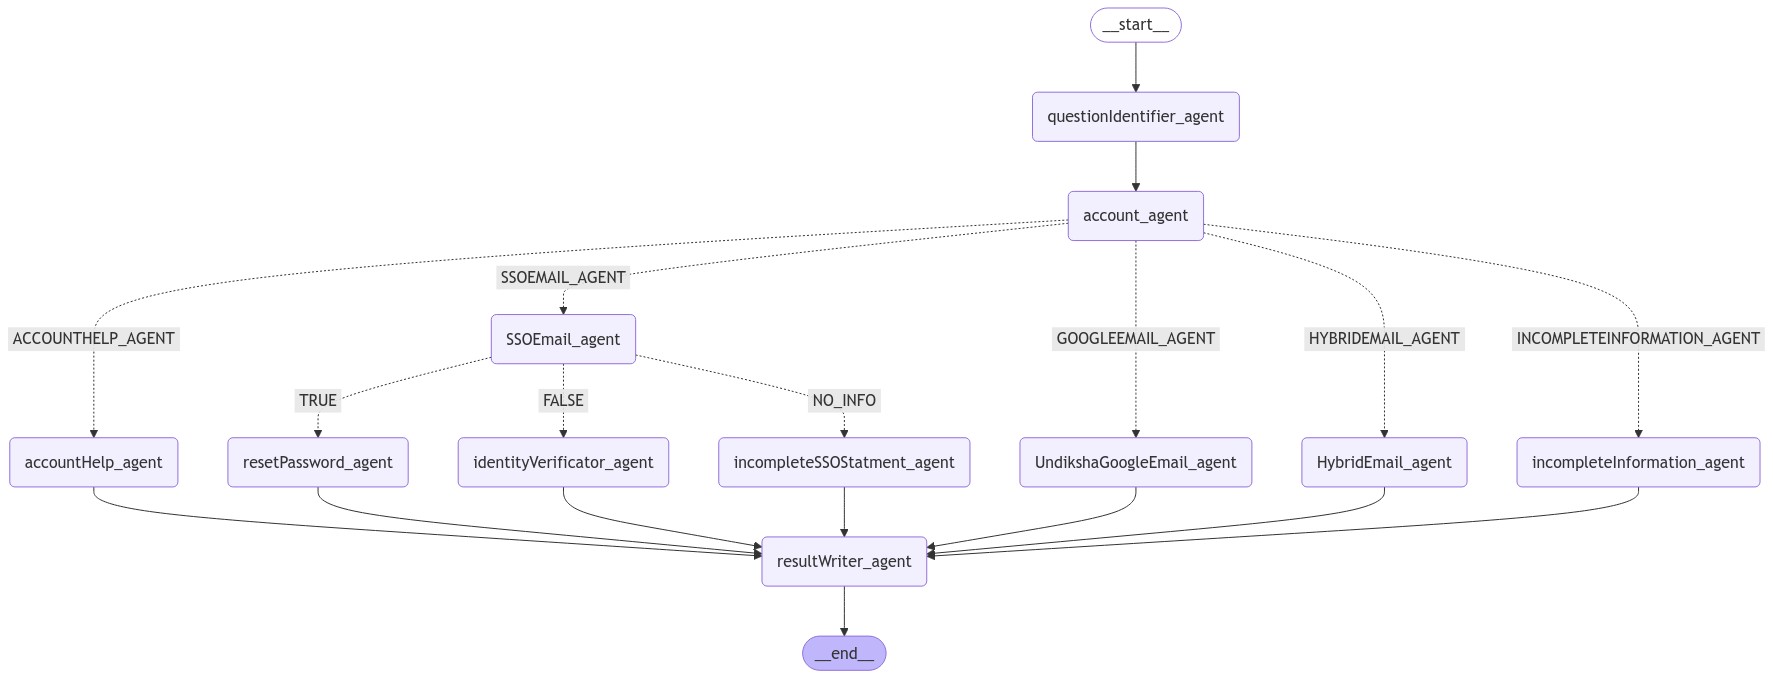 __start__
questionIdentifier_agent
account_agent
SSOEMAIL_AGENT
ACCOUNTHELP_AGENT
SSOEmail_agent
GOOGLEEMAIL_AGENT
HYBRIDEMAIL_AGENT
INCOMPLETEINFORMATION_AGENT
TRUE
FALSE
NO_INFO
accountHelp_agent
resetPassword_agent
identityVerificator_agent
incompleteSSOStatment_agent
UndikshaGoogleEmail_agent
HybridEmail_agent
incompleteInformation_agent
resultWriter_agent
__end__